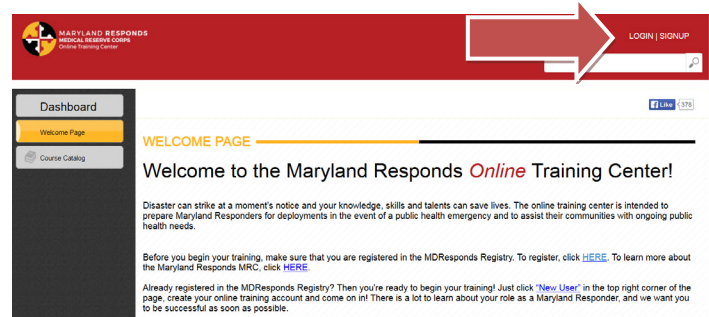 MARYLAND RESPONDS
MEDICAL RESERVE CORPS
Online Training Center
LOGIN | SIGNUP
Dashboard
Welcome Page
Course Catalog
Like 378
WELCOME PAGE
Welcome to the Maryland Responds Online Training Center!
Disaster can strike at a moment's notice and your knowledge, skills and talents can save lives. The online training center is intended to
prepare Maryland Responders for deployments in the event of a public health emergency and to assist their communities with ongoing public
health needs.
Before you begin your training, make sure that you are registered in the MDResponds Registry. To register, click HERE. To learn more about
the Maryland Responds MRC, click HERE.
Already registered in the MDResponds Registry? Then you're ready to begin your training! Just click "New User" in the top right corner of the
page, create your online training account and come on in! There is a lot to learn about your role as a Maryland Responder, and we want you
to be successful as soon as possible.